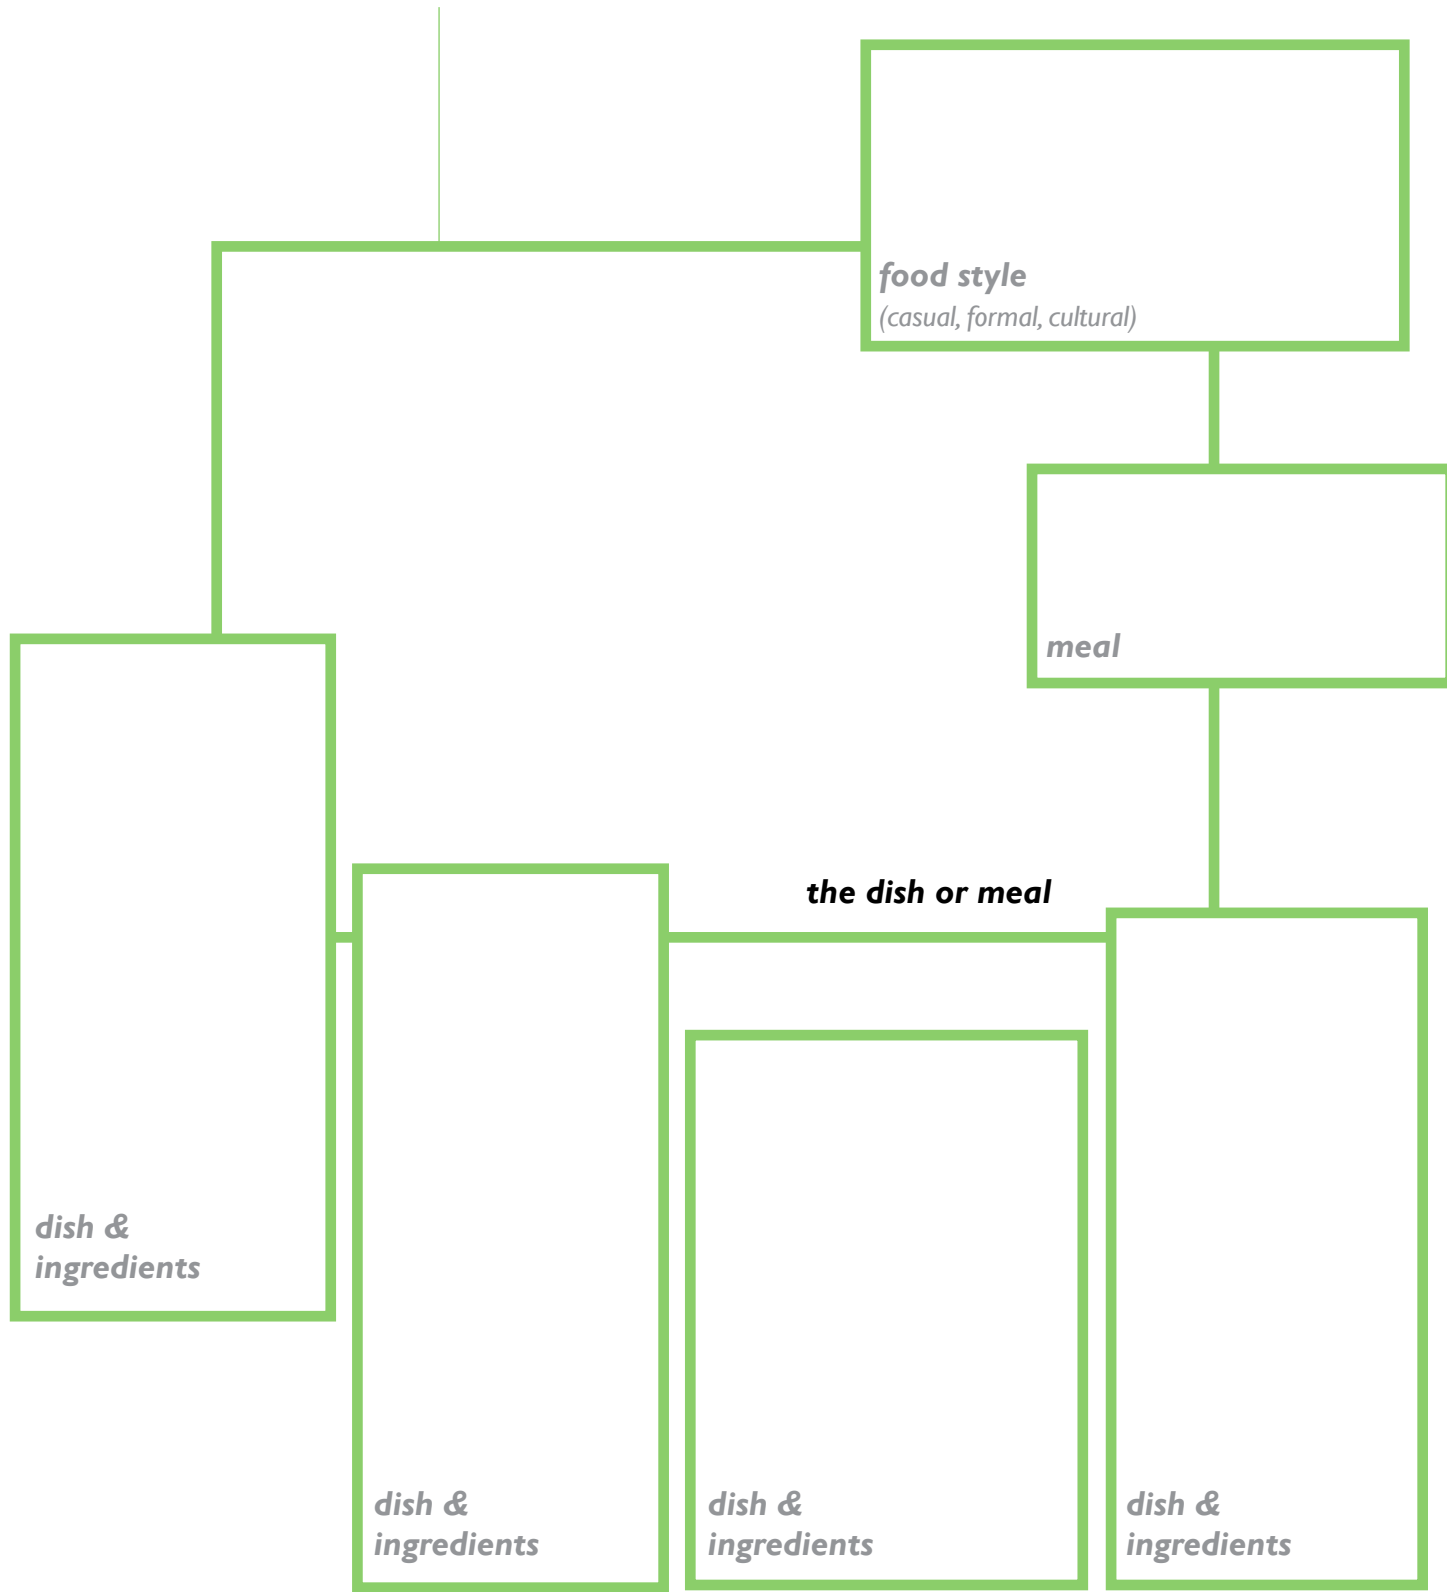 food style
(casual, formal, cultural)
meal
the dish or meal
dish &
ingredients
dish &
ingredients
dish &
ingredients
dish &
ingredients